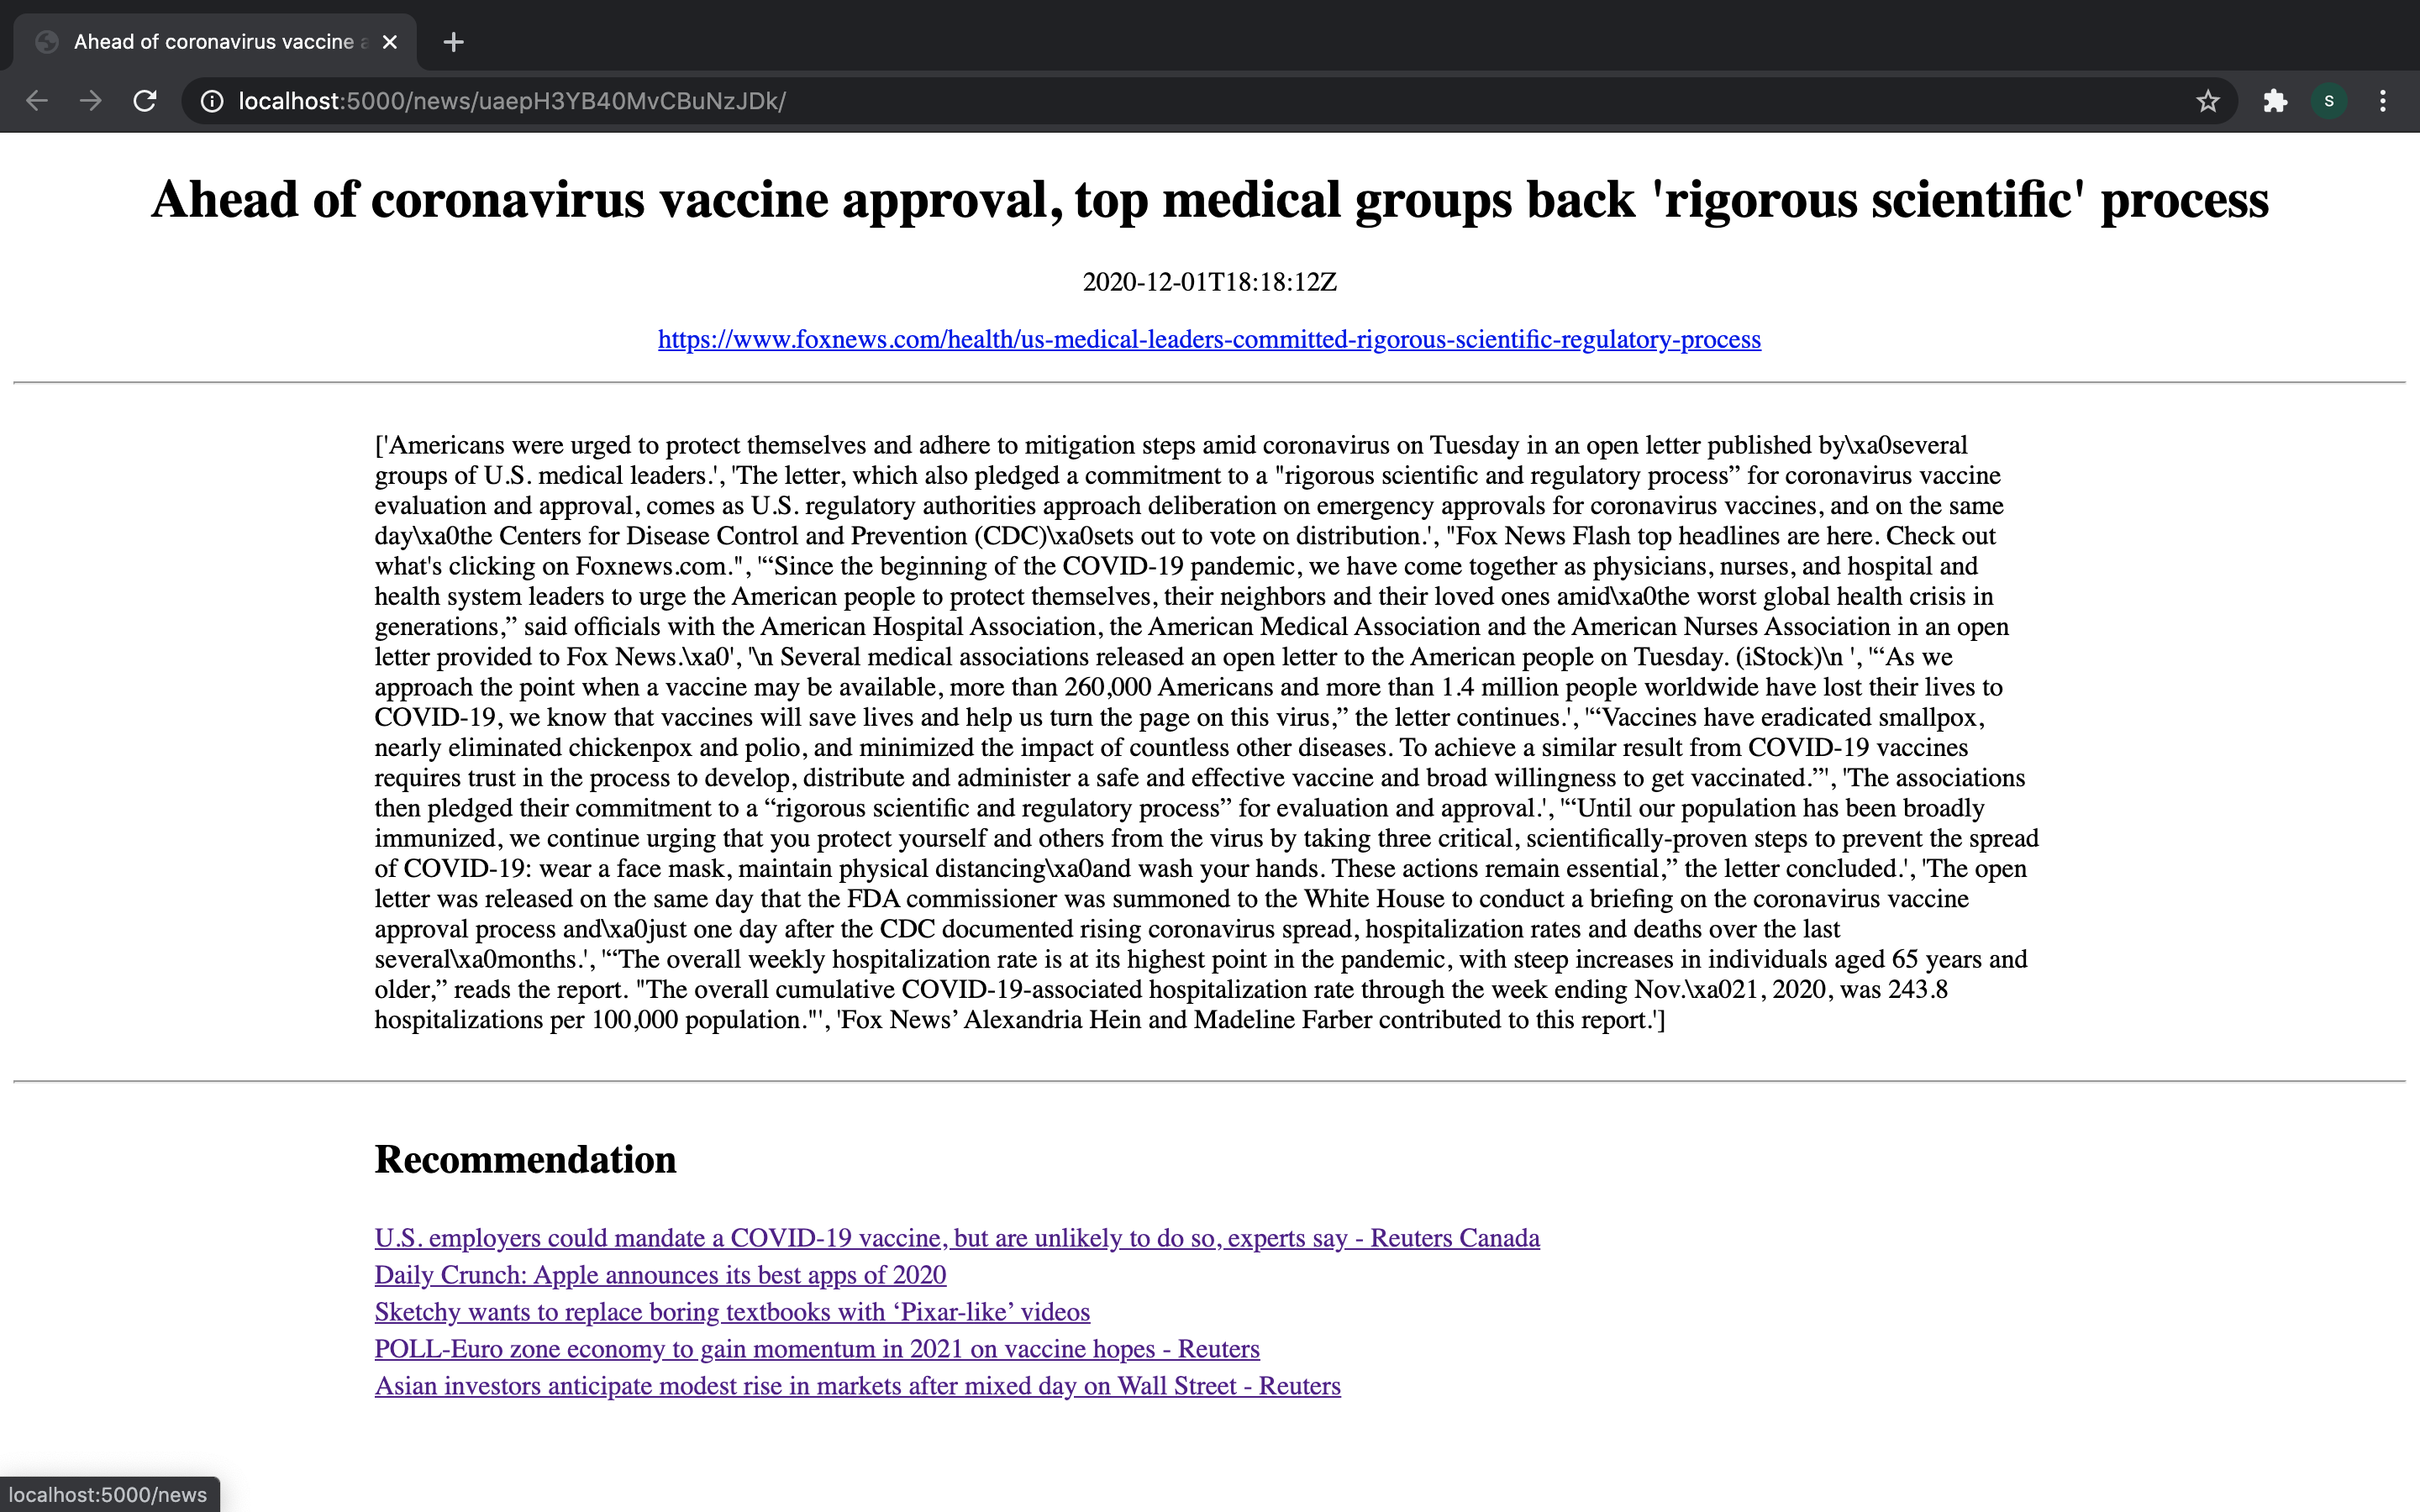 Ahead of coronavirus vaccine a
localhost:5000/news/uaepH3YB40MvCBuNzJDk/
S
Ahead of coronavirus vaccine approval, top medical groups back 'rigorous scientific' process
2020-12-01T18:18:12Z
https://www.foxnews.com/health/us-medical-leaders-committed-rigorous-scientific-regulatory-process
['Americans were urged to protect themselves and adhere to mitigation steps amid coronavirus on Tuesday in an open letter published by\xa0several
groups of U.S. medical leaders.', 'The letter, which also pledged a commitment to a "rigorous scientific and regulatory process” for coronavirus vaccine
evaluation and approval, comes as U.S. regulatory authorities approach deliberation on emergency approvals for coronavirus vaccines, and on the same
day\xa0the Centers for Disease Control and Prevention (CDC)\xa0sets out to vote on distribution.', "Fox News Flash top headlines are here. Check out
what's clicking on Foxnews.com.", '“Since the beginning of the COVID-19 pandemic, we have come together as physicians, nurses, and hospital and
health system leaders to urge the American people to protect themselves, their neighbors and their loved ones amid\xa0the worst global health crisis in
generations,” said officials with the American Hospital Association, the American Medical Association and the American Nurses Association in an open
letter provided to Fox News.\xa0', '\n Several medical associations released an open letter to the American people on Tuesday. (iStock)\n ', '“As we
approach the point when a vaccine may be available, more than 260,000 Americans and more than 1.4 million people worldwide have lost their lives to
COVID-19, we know that vaccines will save lives and help us turn the page on this virus,” the letter continues.', '“Vaccines have eradicated smallpox,
nearly eliminated chickenpox and polio, and minimized the impact of countless other diseases. To achieve a similar result from COVID-19 vaccines
requires trust in the process to develop, distribute and administer a safe and effective vaccine and broad willingness to get vaccinated.”', 'The associations
then pledged their commitment to a “rigorous scientific and regulatory process” for evaluation and approval.', '“Until our population has been broadly
immunized, we continue urging that you protect yourself and others from the virus by taking three critical, scientifically-proven steps to prevent the spread
of COVID-19: wear a face mask, maintain physical distancing\xa0and wash your hands. These actions remain essential,” the letter concluded.', 'The open
letter was released on the same day that the FDA commissioner was summoned to the White House to conduct a briefing on the coronavirus vaccine
approval process and\xa0just one day after the CDC documented rising coronavirus spread, hospitalization rates and deaths over the last
several\xa0months.', '“The overall weekly hospitalization rate is at its highest point in the pandemic, with steep increases in individuals aged 65 years and
older,” reads the report. "The overall cumulative COVID-19-associated hospitalization rate through the week ending Nov.\xa021, 2020, was 243.8
hospitalizations per 100,000 population."', 'Fox News’ Alexandria Hein and Madeline Farber contributed to this report.']
Recommendation
U.S. employers could mandate a COVID-19 vaccine, but are unlikely to do so, experts say - Reuters Canada
Daily Crunch: Apple announces its best apps of 2020
Sketchy wants to replace boring textbooks with ‘Pixar-like’ videos
POLL-Euro zone economy to gain momentum in 2021 on vaccine hopes - Reuters
Asian investors anticipate modest rise in markets after mixed day on Wall Street - Reuters
localhost:5000/news